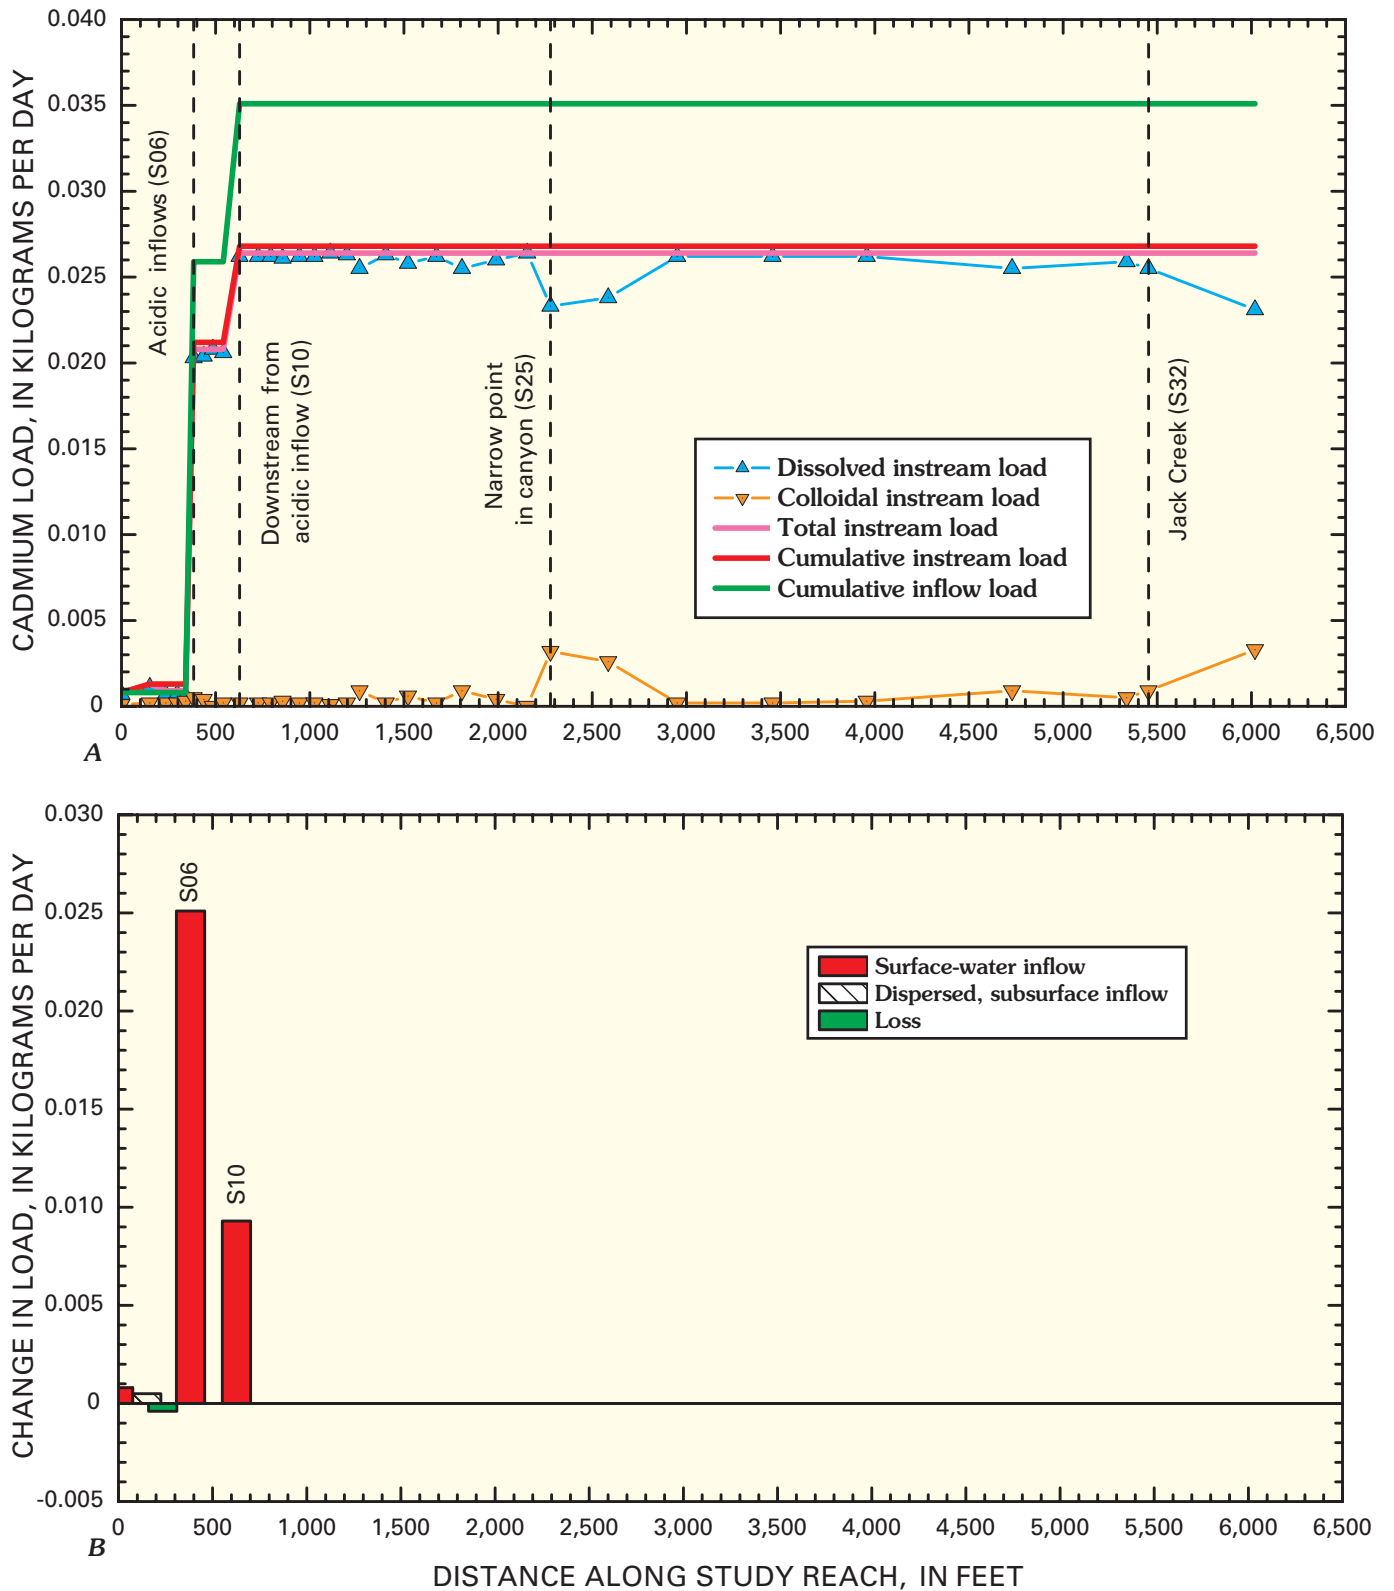 0.040
0.035
0.030
0.025
0.020
0.015
0.010
0.005
0
CADMIUM LOAD, IN KILOGRAMS PER DAY
Acidic inflows (S06)
Downstream from
acidic inflow (S10)
Narrow point
in canyon (S25)
Jack Creek (S32)
Dissolved instream load
Colloidal instream load
Total instream load
Cumulative instream load
Cumulative inflow load
0 500 1,000 1,500 2,000 2,500 3,000 3,500 4,000 4,500 5,000 5,500 6,000 6,500
A
0.030
0.025
0.020
0.015
0.010
0.005
0
-0.005
CHANGE IN LOAD, IN KILOGRAMS PER DAY
S06
S10
Surface-water inflow
Dispersed, subsurface inflow
Loss
0 500 1,000 1,500 2,000 2,500 3,000 3,500 4,000 4,500 5,000 5,500 6,000 6,500
B
DISTANCE ALONG STUDY REACH, IN FEET